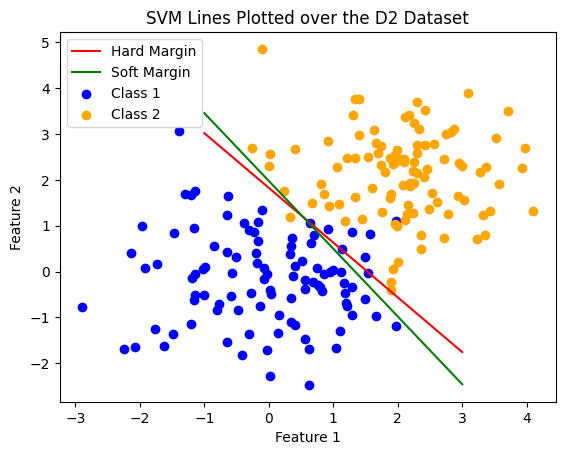 SVM Lines Plotted over the D2 Dataset
Hard Margin
Soft Margin
Class 1
Class 2
Feature 2
5
4
3
2
1
0
−1
−2
−3
−2
−1
0
1
2
3
4
Feature 1